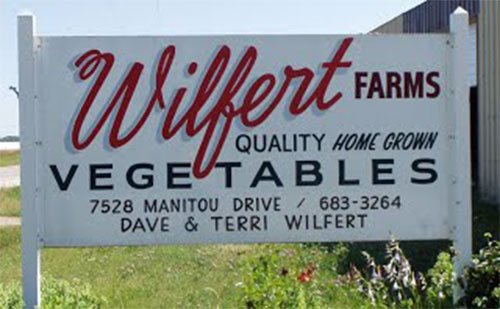 Wilfert FARMS
QUALITY HOME GROWN
VEGETABLES
7528 MANITOU DRIVE / 683-3264
DAVE & TERRI WILFERT